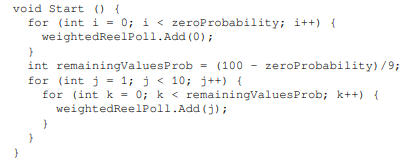 void Start () {
  for (int i = 0; i < zeroProbability; i++) {
    weightedReelPoll.Add(0);
  }
  int remainingValuesProb = (100 - zeroProbability)/9;
  for (int j = 1; j < 10; j++) {
    for (int k = 0; k < remainingValuesProb; k++) {
      weightedReelPoll.Add(j);
    }
  }
}